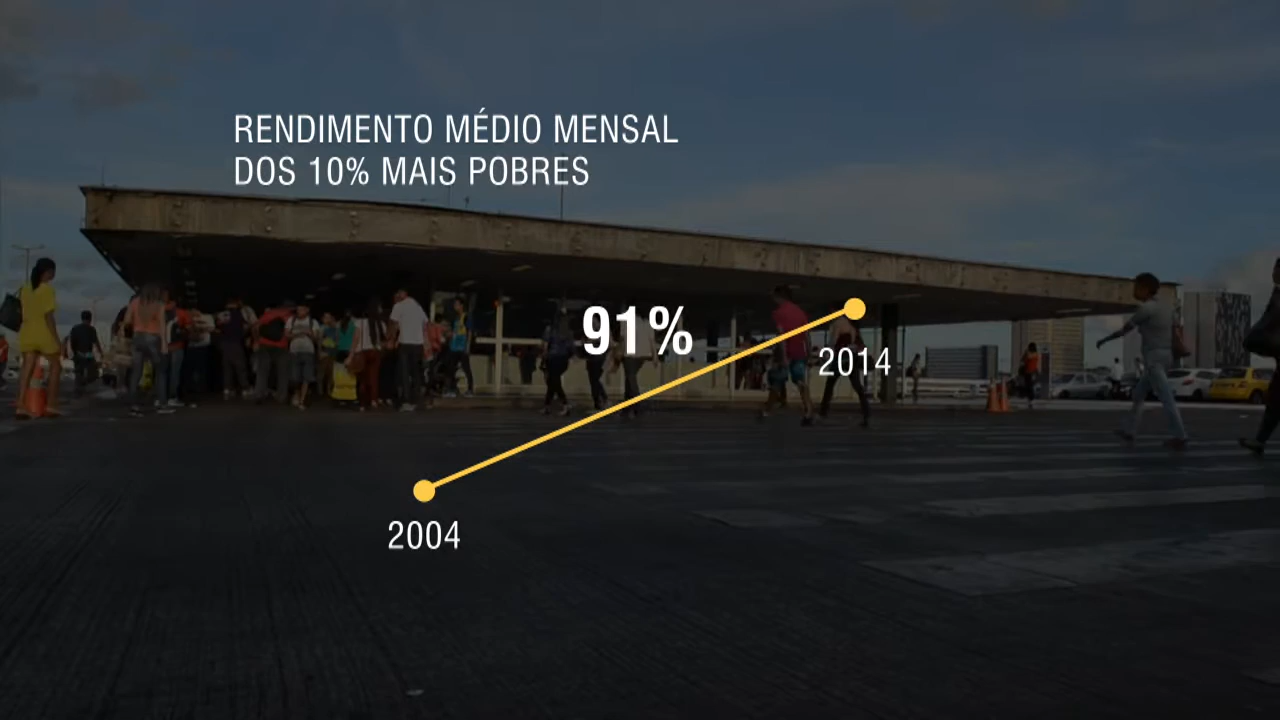 RENDIMENTO MÉDIO MENSAL
DOS 10% MAIS POBRES
91%
2014
2004